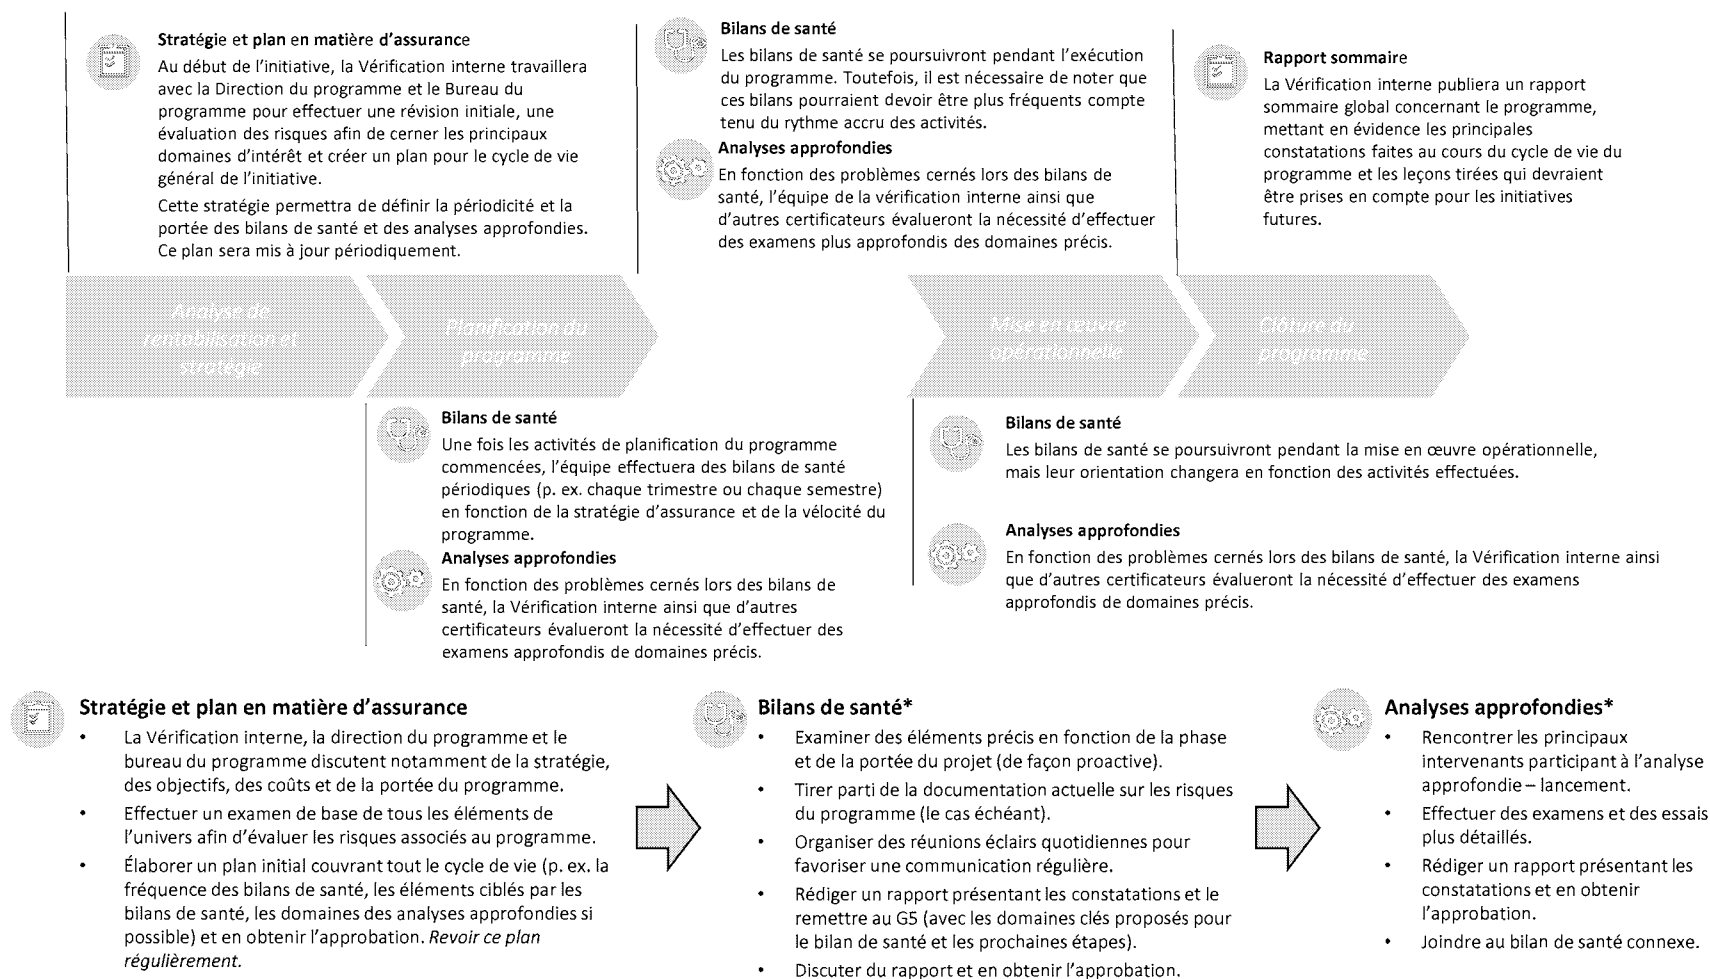 Stratégie et plan en matière d'assurance
Au début de l'initiative, la Vérification interne travaillera
avec la Direction du programme et le Bureau du
programme pour effectuer une révision initiale, une
évaluation des risques afin de cerner les principaux
domaines d'intérêt et créer un plan pour le cycle de vie
général de l'initiative.
Cette stratégie permettra de définir la périodicité et la
portée des bilans de santé et des analyses approfondies.
Ce plan sera mis à jour périodiquement.
Bilans de santé
Les bilans de santé se poursuivront pendant l'exécution
du programme. Toutefois, il est nécessaire de noter que
ces bilans pourraient devoir être plus fréquents compte
tenu du rythme accru des activités.
Analyses approfondies
En fonction des problèmes cernés lors des bilans de
santé, l'équipe de la vérification interne ainsi que
d'autres certificateurs évalueront la nécessité d'effectuer
des examens plus approfondis des domaines précis.
Rapport sommaire
La Vérification interne publiera un rapport
sommaire global concernant le programme,
mettant en évidence les principales
constatations faites au cours du cycle de vie du
programme et les leçons tirées qui devraient
être prises en compte pour les initiatives
futures.
Analyse de
rentabilisation et
stratégie
Planification du
programme
Mise en œuvre
opérationnelle
Clôture du
programme
Bilans de santé
Une fois les activités de planification du programme
commencées, l'équipe effectuera des bilans de santé
périodiques (p. ex. chaque trimestre ou chaque semestre)
en fonction de la stratégie d'assurance et de la vélocité du
programme.
Analyses approfondies
En fonction des problèmes cernés lors des bilans de
santé, la Vérification interne ainsi que d'autres
certificateurs évalueront la nécessité d'effectuer des
examens approfondis de domaines précis.
Bilans de santé
Les bilans de santé se poursuivront pendant la mise en œuvre opérationnelle,
mais leur orientation changera en fonction des activités effectuées.
Analyses approfondies
En fonction des problèmes cernés lors des bilans de santé, la Vérification interne ainsi
que d'autres certificateurs évalueront la nécessité d'effectuer des examens
approfondis de domaines précis.
Stratégie et plan en matière d'assurance
• La Vérification interne, la direction du programme et le
bureau du programme discutent notamment de la stratégie,
des objectifs, des coûts et de la portée du programme.
• Effectuer un examen de base de tous les éléments de
l'univers afin d'évaluer les risques associés au programme.
• Élaborer un plan initial couvrant tout le cycle de vie (p. ex. la
fréquence des bilans de santé, les éléments ciblés par les
bilans de santé, les domaines des analyses approfondies si
possible) et en obtenir l'approbation. Revoir ce plan
régulièrement.
Bilans de santé*
• Examiner des éléments précis en fonction de la phase
et de la portée du projet (de façon proactive).
• Tirer parti de la documentation actuelle sur les risques
du programme (le cas échéant).
• Organiser des réunions éclairs quotidiennes pour
favoriser une communication régulière.
• Rédiger un rapport présentant les constatations et le
remettre au G5 (avec les domaines clés proposés pour
le bilan de santé et les prochaines étapes).
• Discuter du rapport et en obtenir l'approbation.
Analyses approfondies*
• Rencontrer les principaux
intervenants participant à l'analyse
approfondie – lancement.
• Effectuer des examens et des essais
plus détaillés.
• Rédiger un rapport présentant les
constatations et en obtenir
l'approbation.
• Joindre au bilan de santé connexe.